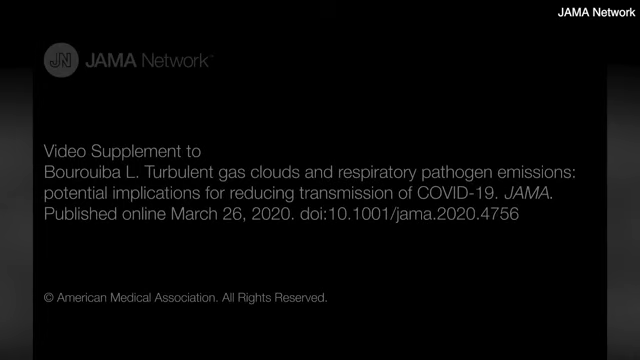 JAMA Network
JN JAMA Network™
Video Supplement to
Bourouiba L. Turbulent gas clouds and respiratory pathogen emissions:
potential implications for reducing transmission of COVID-19. JAMA.
Published online March 26, 2020. doi:10.1001/jama.2020.4756
© American Medical Association. All Rights Reserved.